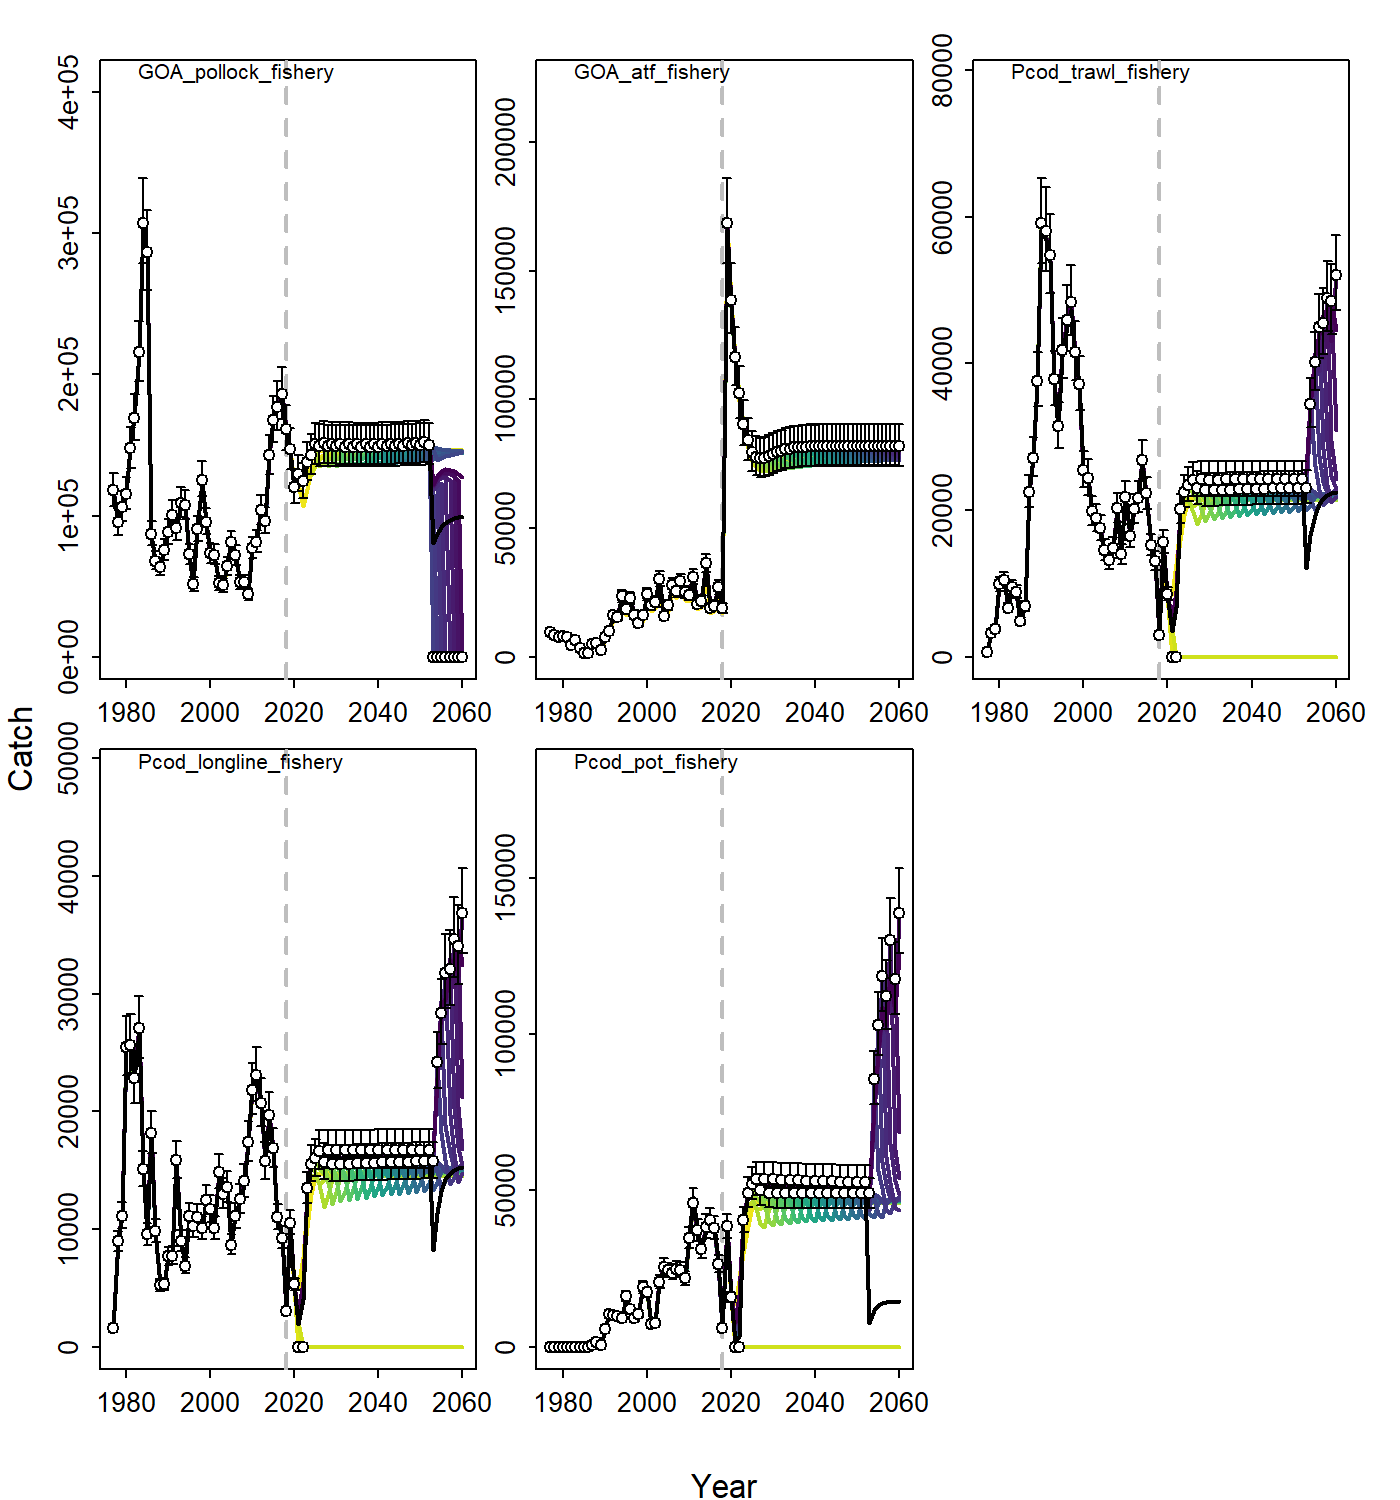 GOA_pollock_fishery
0e+00 1e+05 2e+05 3e+05 4e+05
1980 2000 2020 2040 2060
GOA_atf_fishery
0 50000 100000 150000 200000
1980 2000 2020 2040 2060
Pcod_trawl_fishery
0 20000 40000 60000 80000
1980 2000 2020 2040 2060
Catch
Pcod_longline_fishery
0 10000 20000 30000 40000 50000
1980 2000 2020 2040 2060
Pcod_pot_fishery
0 50000 100000 150000
1980 2000 2020 2040 2060
Year